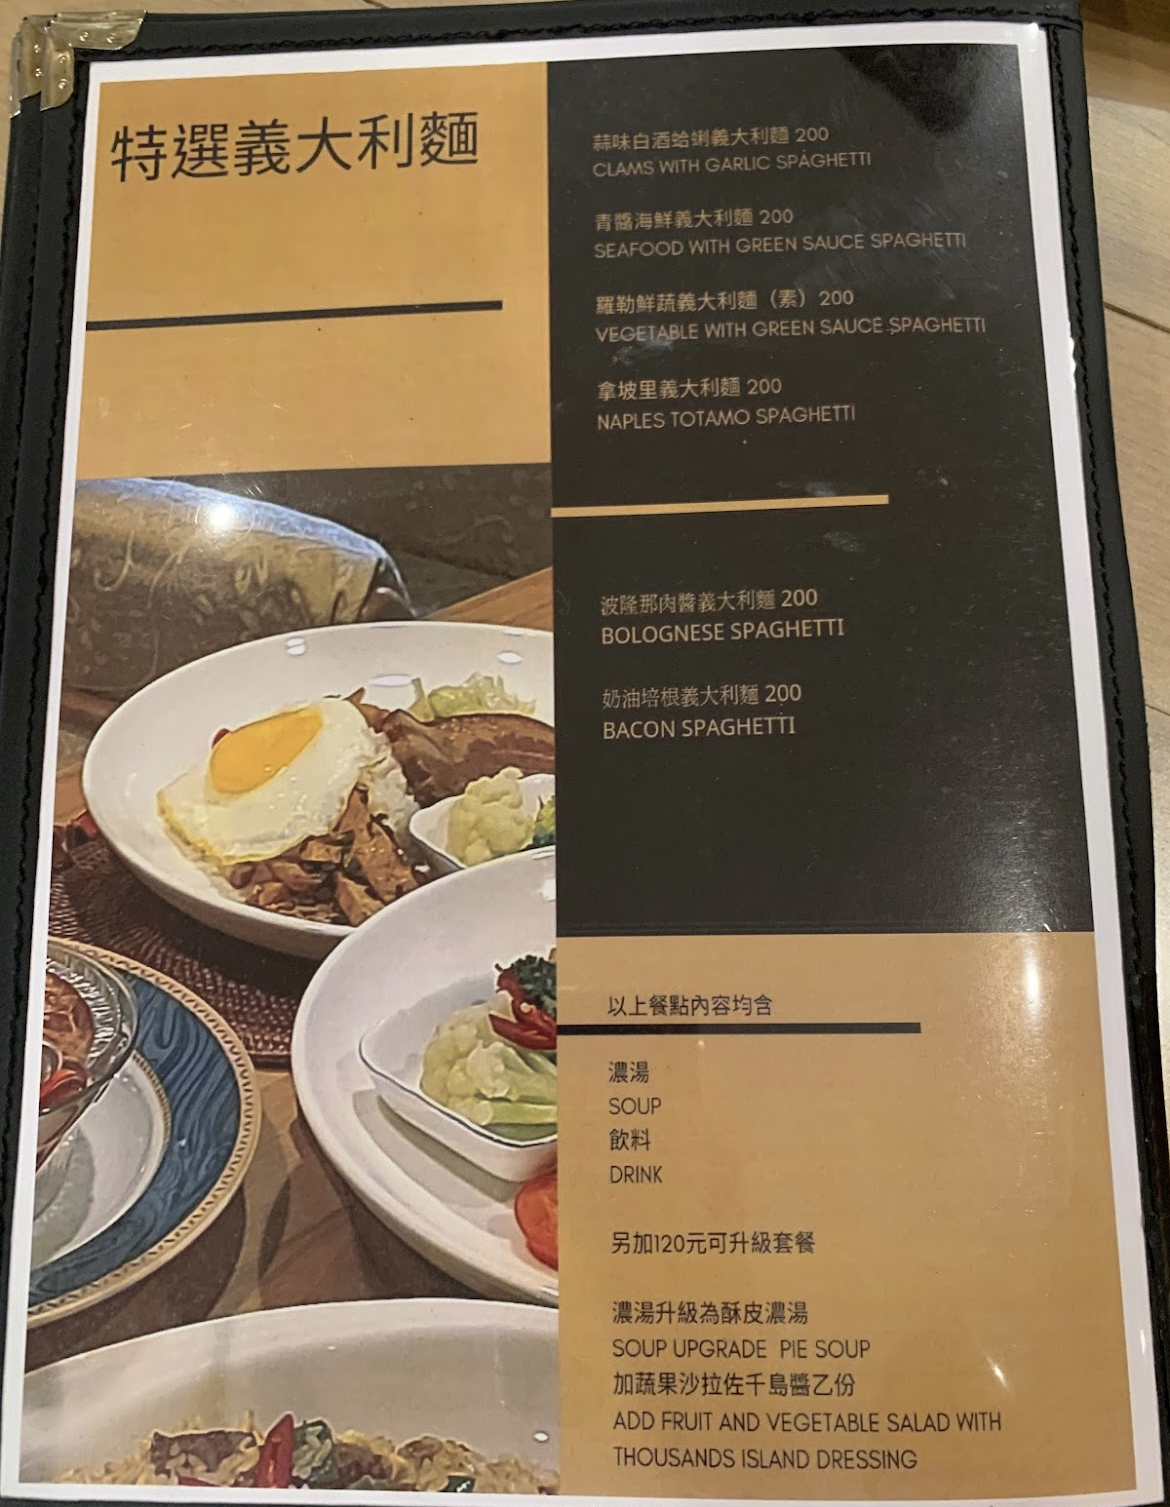 特選義大利麵
蒜味白酒蛤蜊義大利麵 200
CLAMS WITH GARLIC SPAGHETTI
青醬海鮮義大利麵 200
SEAFOOD WITH GREEN SAUCE SPAGHETTI
羅勒鮮蔬義大利麵（素）200
VEGETABLE WITH GREEN SAUCE SPAGHETTI
拿坡里義大利麵 200
NAPLES TOTAMO SPAGHETTI
波隆那肉醬義大利麵 200
BOLOGNESE SPAGHETTI
奶油培根義大利麵 200
BACON SPAGHETTI
以上餐點內容均含
濃湯
SOUP
飲料
DRINK
另加120元可升級套餐
濃湯升級為酥皮濃湯
SOUP UPGRADE PIE SOUP
加蔬果沙拉佐千島醬乙份
ADD FRUIT AND VEGETABLE SALAD WITH
THOUSANDS ISLAND DRESSING